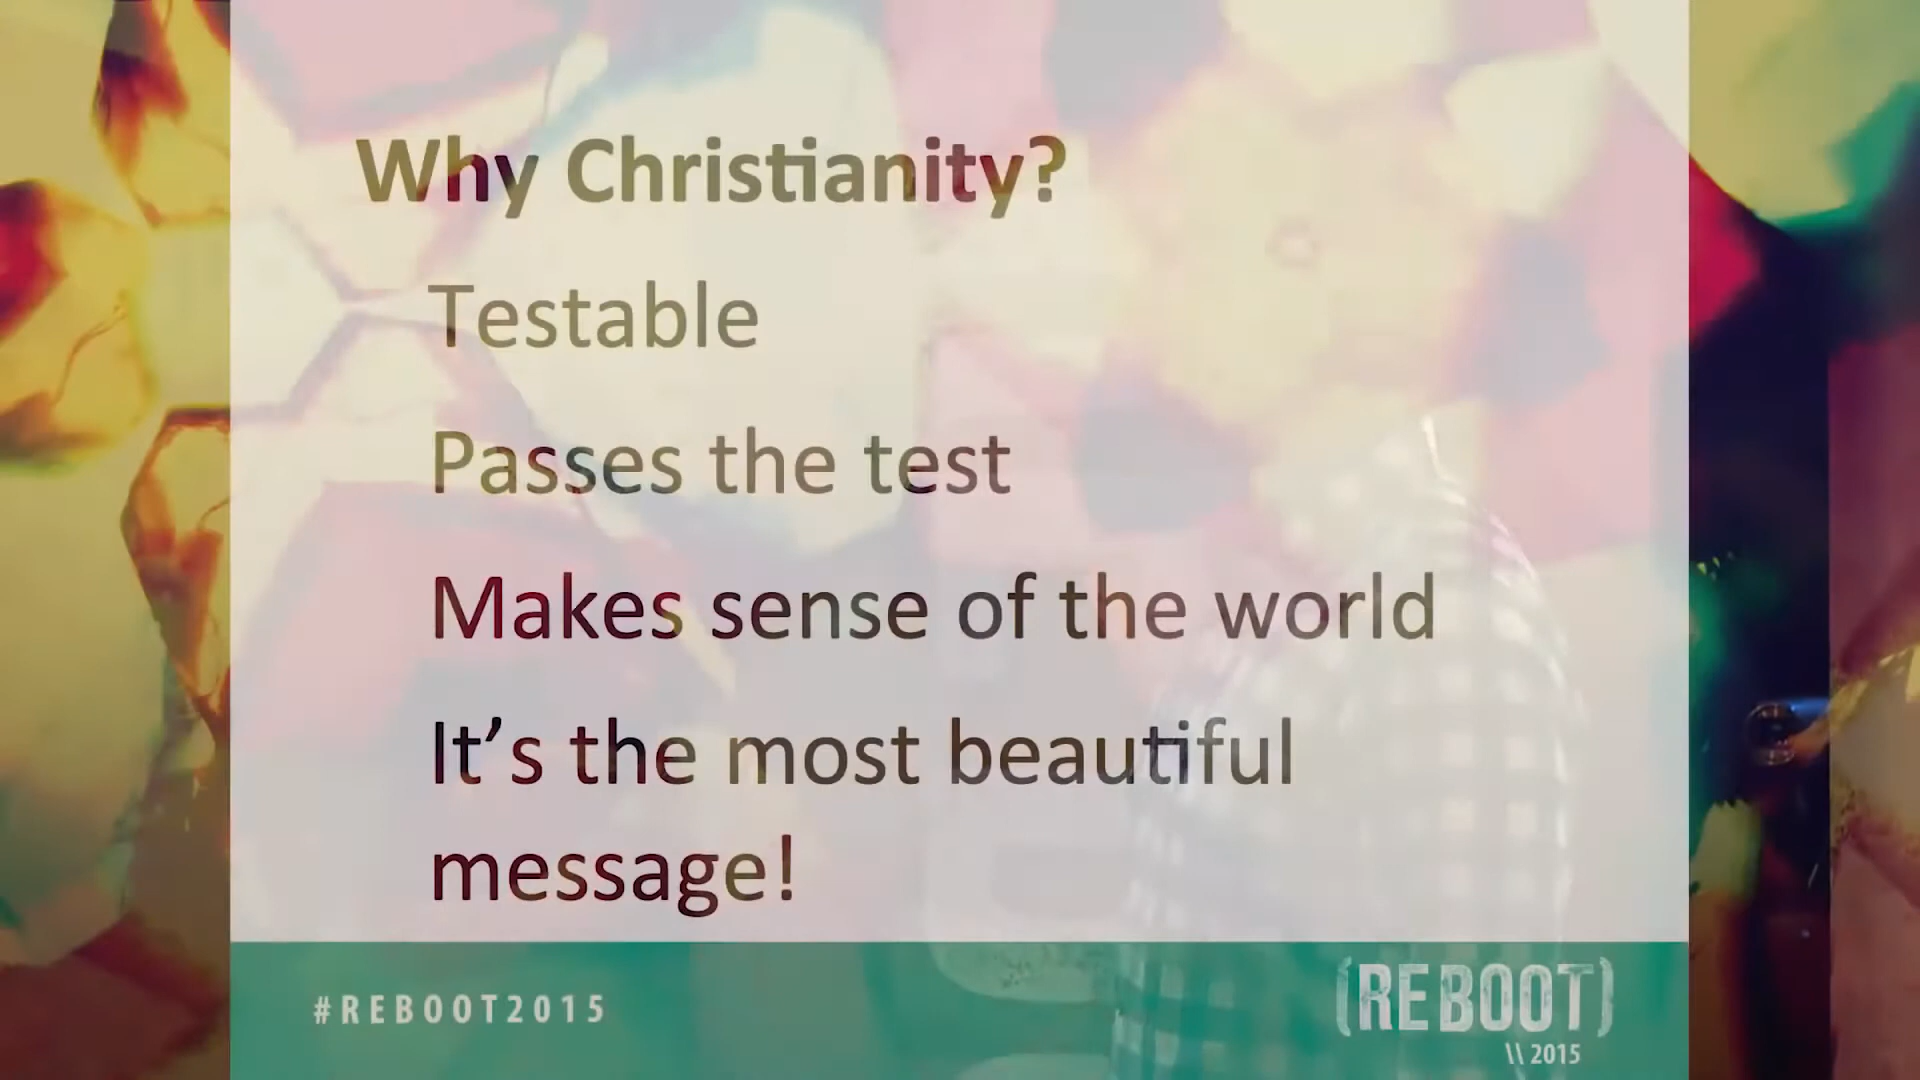 Why Christianity?
Testable
Passes the test
Makes sense of the world
It’s the most beautiful
message!
#REBOOT2015
(REBOOT)
\\ 2015